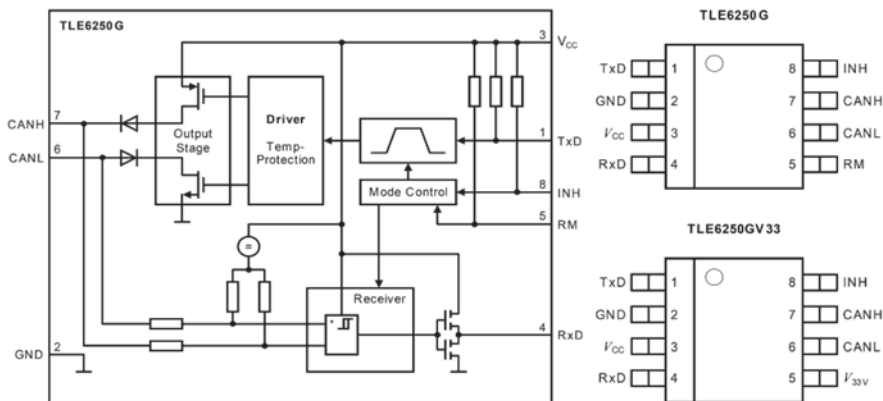 TLE6250G
3
VCC
7
CANH
6
CANL
Output
Stage
Driver
Temp-
Protection
1
TxD
Mode Control
8
INH
5
RM
=
Receiver
4
RxD
GND
2
TLE6250G
TxD 1 8 INH
GND 2 7 CANH
VCC 3 6 CANL
RxD 4 5 RM
TLE6250GV33
TxD 1 8 INH
GND 2 7 CANH
VCC 3 6 CANL
RxD 4 5 V33V